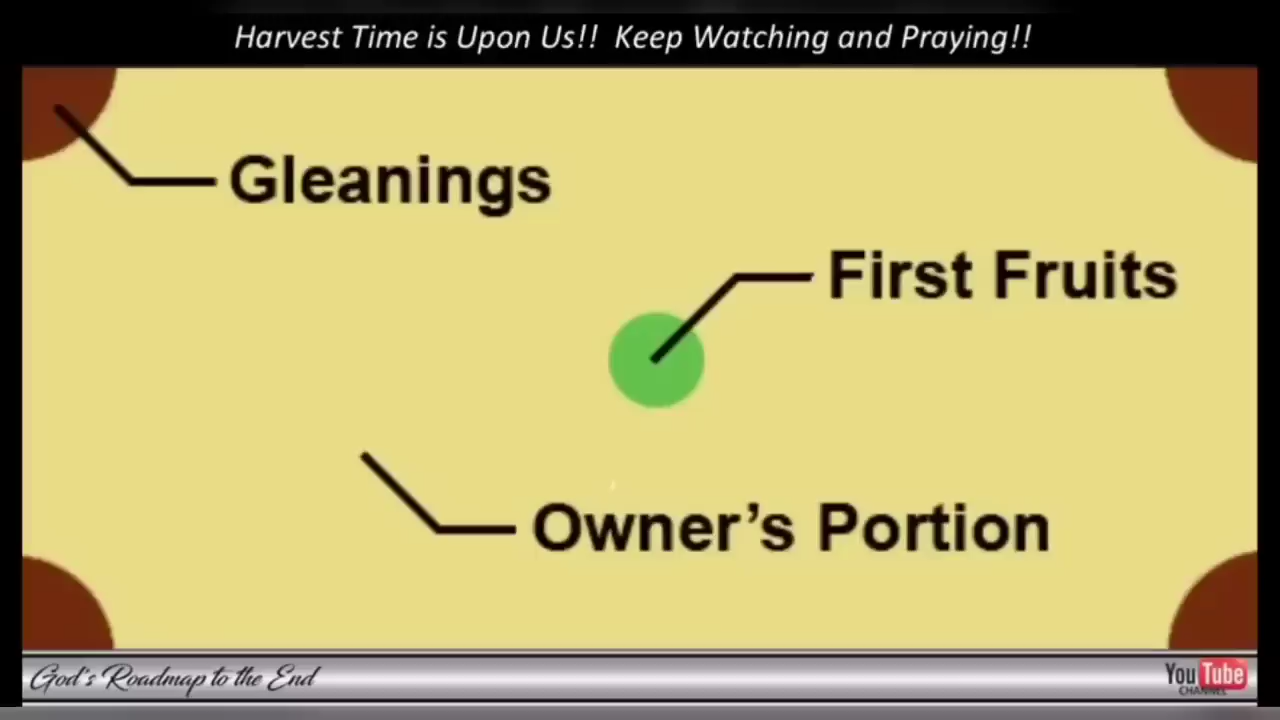 Harvest Time is Upon Us!! Keep Watching and Praying!!
Gleanings
First Fruits
Owner's Portion
God's Roadmap to the End
YouTube
CHANNEL